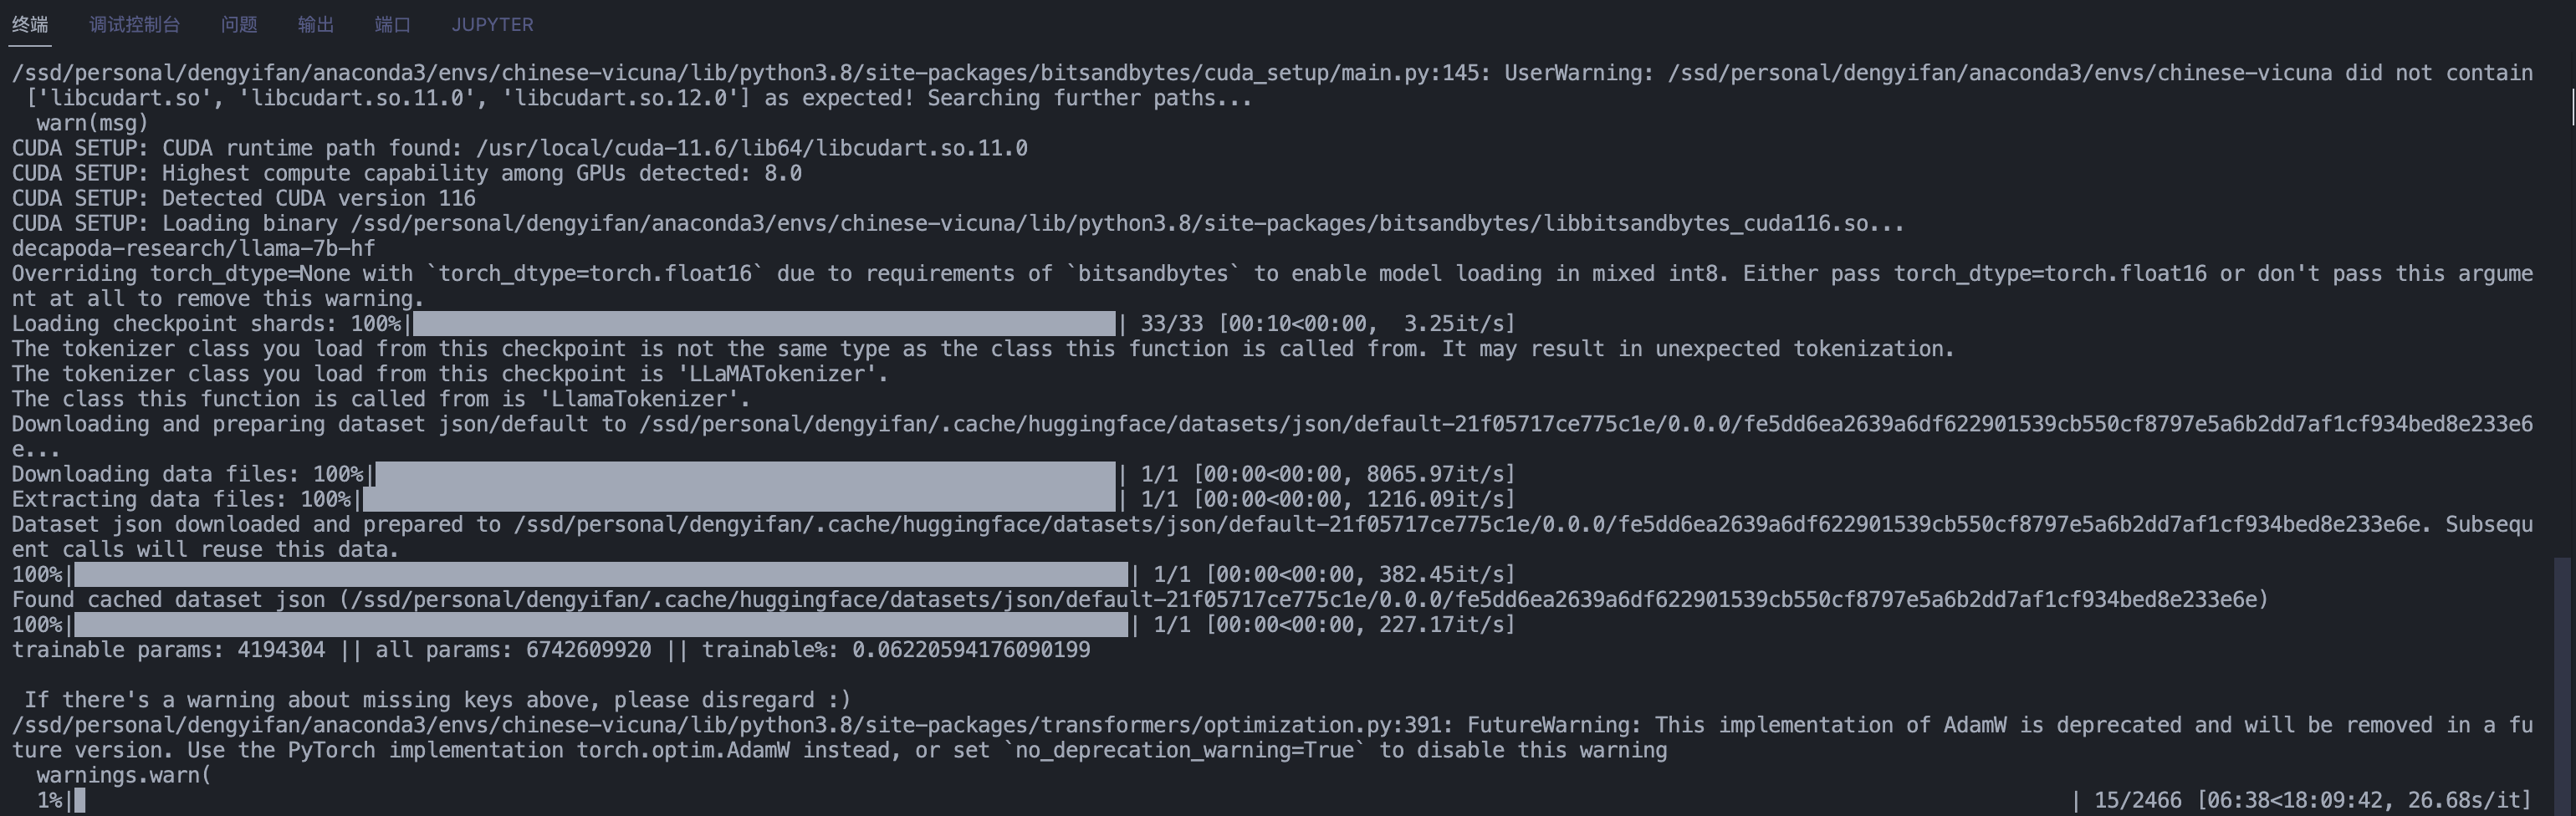 终端 调试控制台 问题 输出 端口 JUPYTER
/ssd/personal/dengyifan/anaconda3/envs/chinese-vicuna/lib/python3.8/site-packages/bitsandbytes/cuda_setup/main.py:145: UserWarning: /ssd/personal/dengyifan/anaconda3/envs/chinese-vicuna did not contain
['libcudart.so', 'libcudart.so.11.0', 'libcudart.so.12.0'] as expected! Searching further paths...
warn(msg)
CUDA SETUP: CUDA runtime path found: /usr/local/cuda-11.6/lib64/libcudart.so.11.0
CUDA SETUP: Highest compute capability among GPUs detected: 8.0
CUDA SETUP: Detected CUDA version 116
CUDA SETUP: Loading binary /ssd/personal/dengyifan/anaconda3/envs/chinese-vicuna/lib/python3.8/site-packages/bitsandbytes/libbitsandbytes_cuda116.so...
decapoda-research/llama-7b-hf
Overriding torch_dtype=None with `torch_dtype=torch.float16` due to requirements of `bitsandbytes` to enable model loading in mixed int8. Either pass torch_dtype=torch.float16 or don't pass this argume
nt at all to remove this warning.
Loading checkpoint shards: 100%| | 33/33 [00:10<00:00,  3.25it/s]
The tokenizer class you load from this checkpoint is not the same type as the class this function is called from. It may result in unexpected tokenization.
The tokenizer class you load from this checkpoint is 'LLaMATokenizer'.
The class this function is called from is 'LlamaTokenizer'.
Downloading and preparing dataset json/default to /ssd/personal/dengyifan/.cache/huggingface/datasets/json/default-21f05717ce775c1e/0.0.0/fe5dd6ea2639a6df622901539cb550cf8797e5a6b2dd7af1cf934bed8e233e6
e...
Downloading data files: 100%| | 1/1 [00:00<00:00, 8065.97it/s]
Extracting data files: 100%| | 1/1 [00:00<00:00, 1216.09it/s]
Dataset json downloaded and prepared to /ssd/personal/dengyifan/.cache/huggingface/datasets/json/default-21f05717ce775c1e/0.0.0/fe5dd6ea2639a6df622901539cb550cf8797e5a6b2dd7af1cf934bed8e233e6e. Subsequ
ent calls will reuse this data.
100%| | 1/1 [00:00<00:00, 382.45it/s]
Found cached dataset json (/ssd/personal/dengyifan/.cache/huggingface/datasets/json/default-21f05717ce775c1e/0.0.0/fe5dd6ea2639a6df622901539cb550cf8797e5a6b2dd7af1cf934bed8e233e6e)
100%| | 1/1 [00:00<00:00, 227.17it/s]
trainable params: 4194304 || all params: 6742609920 || trainable%: 0.06220594176090199
If there's a warning about missing keys above, please disregard :)
/ssd/personal/dengyifan/anaconda3/envs/chinese-vicuna/lib/python3.8/site-packages/transformers/optimization.py:391: FutureWarning: This implementation of AdamW is deprecated and will be removed in a fu
ture version. Use the PyTorch implementation torch.optim.AdamW instead, or set `no_deprecation_warning=True` to disable this warning
warnings.warn(
1%| | 15/2466 [06:38<18:09:42, 26.68s/it]